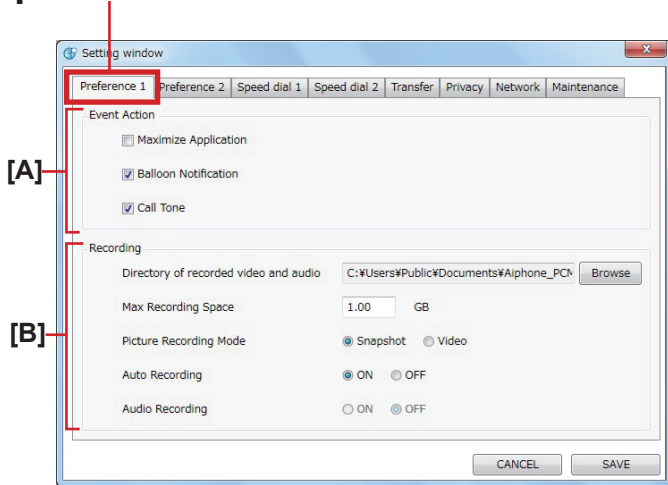 Setting window
Preference 1 Preference 2 Speed dial 1 Speed dial 2 Transfer Privacy Network Maintenance
Event Action
Maximize Application
[A]
Balloon Notification
Call Tone
Recording
Directory of recorded video and audio C:¥Users¥Public¥Documents¥Aiphone_PCM Browse
Max Recording Space 1.00 GB
[B]
Picture Recording Mode Snapshot Video
Auto Recording ON OFF
Audio Recording ON OFF
CANCEL SAVE